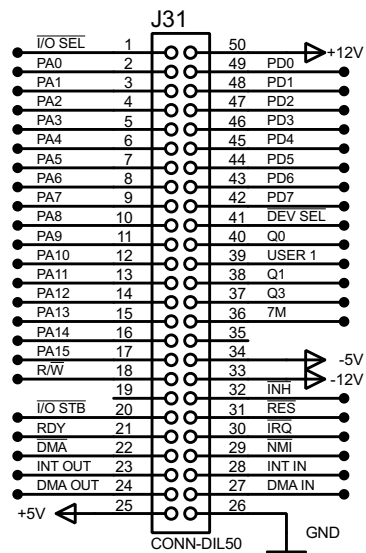 J31
I/O SEL 1 50 +12V
PA0 2 49 PD0
PA1 3 48 PD1
PA2 4 47 PD2
PA3 5 46 PD3
PA4 6 45 PD4
PA5 7 44 PD5
PA6 8 43 PD6
PA7 9 42 PD7
PA8 10 41 DEV SEL
PA9 11 40 Q0
PA10 12 39 USER 1
PA11 13 38 Q1
PA12 14 37 Q3
PA13 15 36 7M
PA14 16 35
PA15 17 34 -5V
R/W 18 33 -12V
19 32 INH
I/O STB 20 31 RES
RDY 21 30 IRQ
DMA 22 29 NMI
INT OUT 23 28 INT IN
DMA OUT 24 27 DMA IN
+5V 25 26
GND
CONN-DIL50